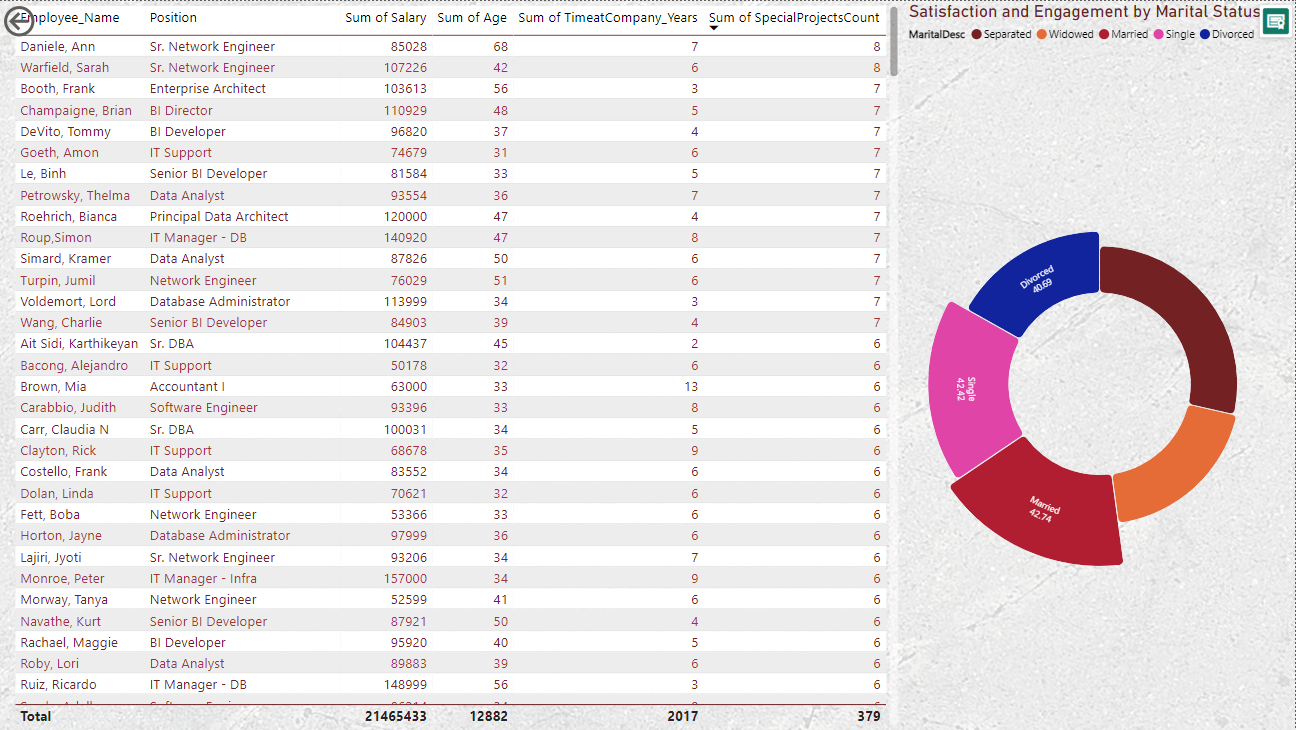 Employee_Name Position Sum of Salary Sum of Age Sum of TimeatCompany_Years Sum of SpecialProjectsCount
Daniele, Ann Sr. Network Engineer 85028 68 7 8
Warfield, Sarah Sr. Network Engineer 107226 42 6 8
Booth, Frank Enterprise Architect 103613 56 3 7
Champaigne, Brian BI Director 110929 48 5 7
DeVito, Tommy BI Developer 96820 37 4 7
Goeth, Amon IT Support 74679 31 6 7
Le, Binh Senior BI Developer 81584 33 5 7
Petrowsky, Thelma Data Analyst 93554 36 7 7
Roehrich, Bianca Principal Data Architect 120000 47 4 7
Roup,Simon IT Manager - DB 140920 47 8 7
Simard, Kramer Data Analyst 87826 50 6 7
Turpin, Jumil Network Engineer 76029 51 6 7
Voldemort, Lord Database Administrator 113999 34 3 7
Wang, Charlie Senior BI Developer 84903 39 4 7
Ait Sidi, Karthikeyan Sr. DBA 104437 45 2 6
Bacong, Alejandro IT Support 50178 32 6 6
Brown, Mia Accountant I 63000 33 13 6
Carabbio, Judith Software Engineer 93396 33 8 6
Carr, Claudia N Sr. DBA 100031 34 5 6
Clayton, Rick IT Support 68678 35 9 6
Costello, Frank Data Analyst 83552 34 6 6
Dolan, Linda IT Support 70621 32 6 6
Fett, Boba Network Engineer 53366 33 6 6
Horton, Jayne Database Administrator 97999 36 6 6
Lajiri, Jyoti Sr. Network Engineer 93206 34 7 6
Monroe, Peter IT Manager - Infra 157000 34 9 6
Morway, Tanya Network Engineer 52599 41 6 6
Navathe, Kurt Senior BI Developer 87921 50 4 6
Rachael, Maggie BI Developer 95920 40 5 6
Roby, Lori Data Analyst 89883 39 6 6
Ruiz, Ricardo IT Manager - DB 148999 56 3 6
Total 21465433 12882 2017 379
Satisfaction and Engagement by Marital Status
MaritalDesc Separated Widowed Married Single Divorced
Divorced
40.69
Single
42.42
Married
42.74